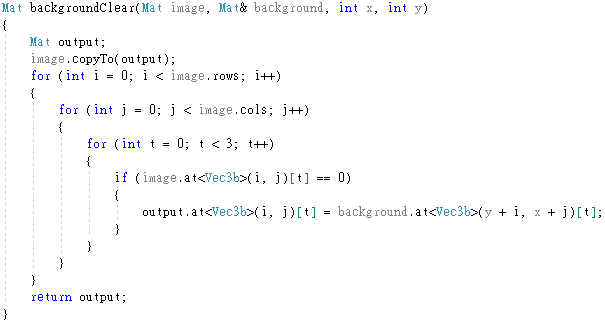 Mat backgroundClear(Mat image, Mat& background, int x, int y)
{
    Mat output;
    image.copyTo(output);
    for (int i = 0; i < image.rows; i++)
    {
        for (int j = 0; j < image.cols; j++)
        {
            for (int t = 0; t < 3; t++)
            {
                if (image.at<Vec3b>(i, j)[t] == 0)
                {
                    output.at<Vec3b>(i, j)[t] = background.at<Vec3b>(y + i, x + j)[t];
                }
            }
        }
    }
    return output;
}